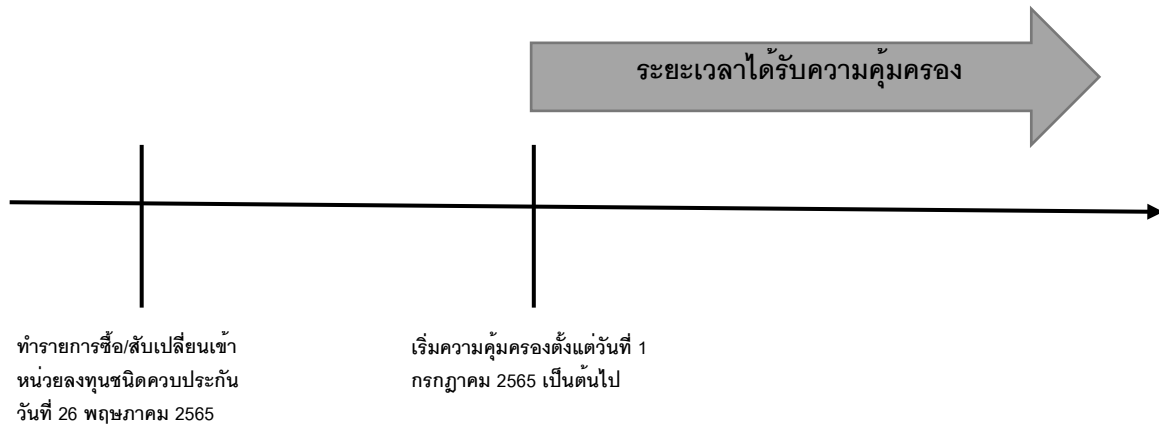 ระยะเวลาได้รับความคุ้มครอง
ทำรายการซื้อ/สับเปลี่ยนเข้า
หน่วยลงทุนชนิดควบประกัน
วันที่ 26 พฤษภาคม 2565
เริ่มความคุ้มครองตั้งแต่วันที่ 1
กรกฎาคม 2565 เป็นต้นไป